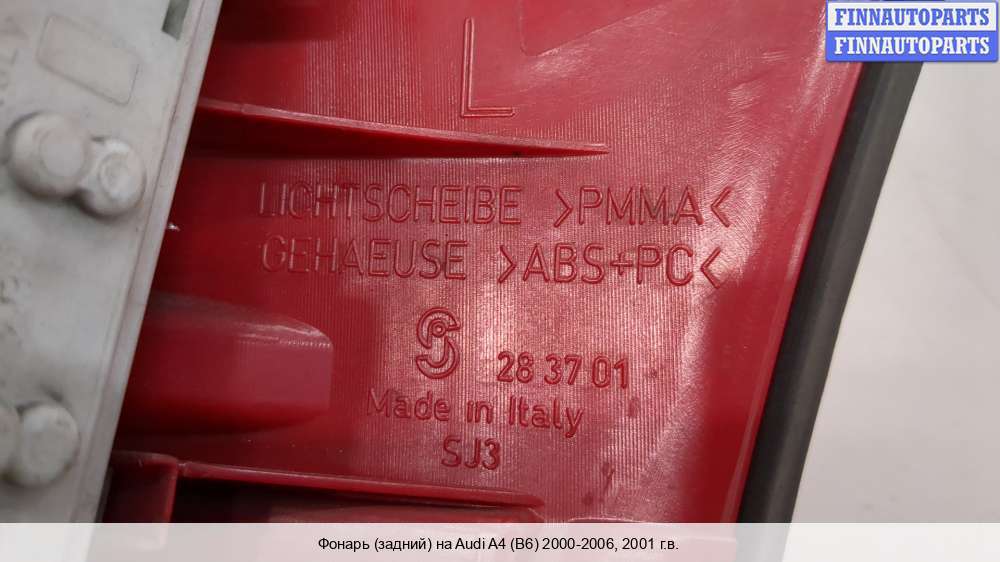 FINNAUTOPARTS
FINNAUTOPARTS
L
LICHTSCHEIBE >PMMA<
GEHAEUSE >ABS+PC<
28 37 01
Made in Italy
SJ3
Фонарь (задний) на Audi A4 (B6) 2000-2006, 2001 г.в.